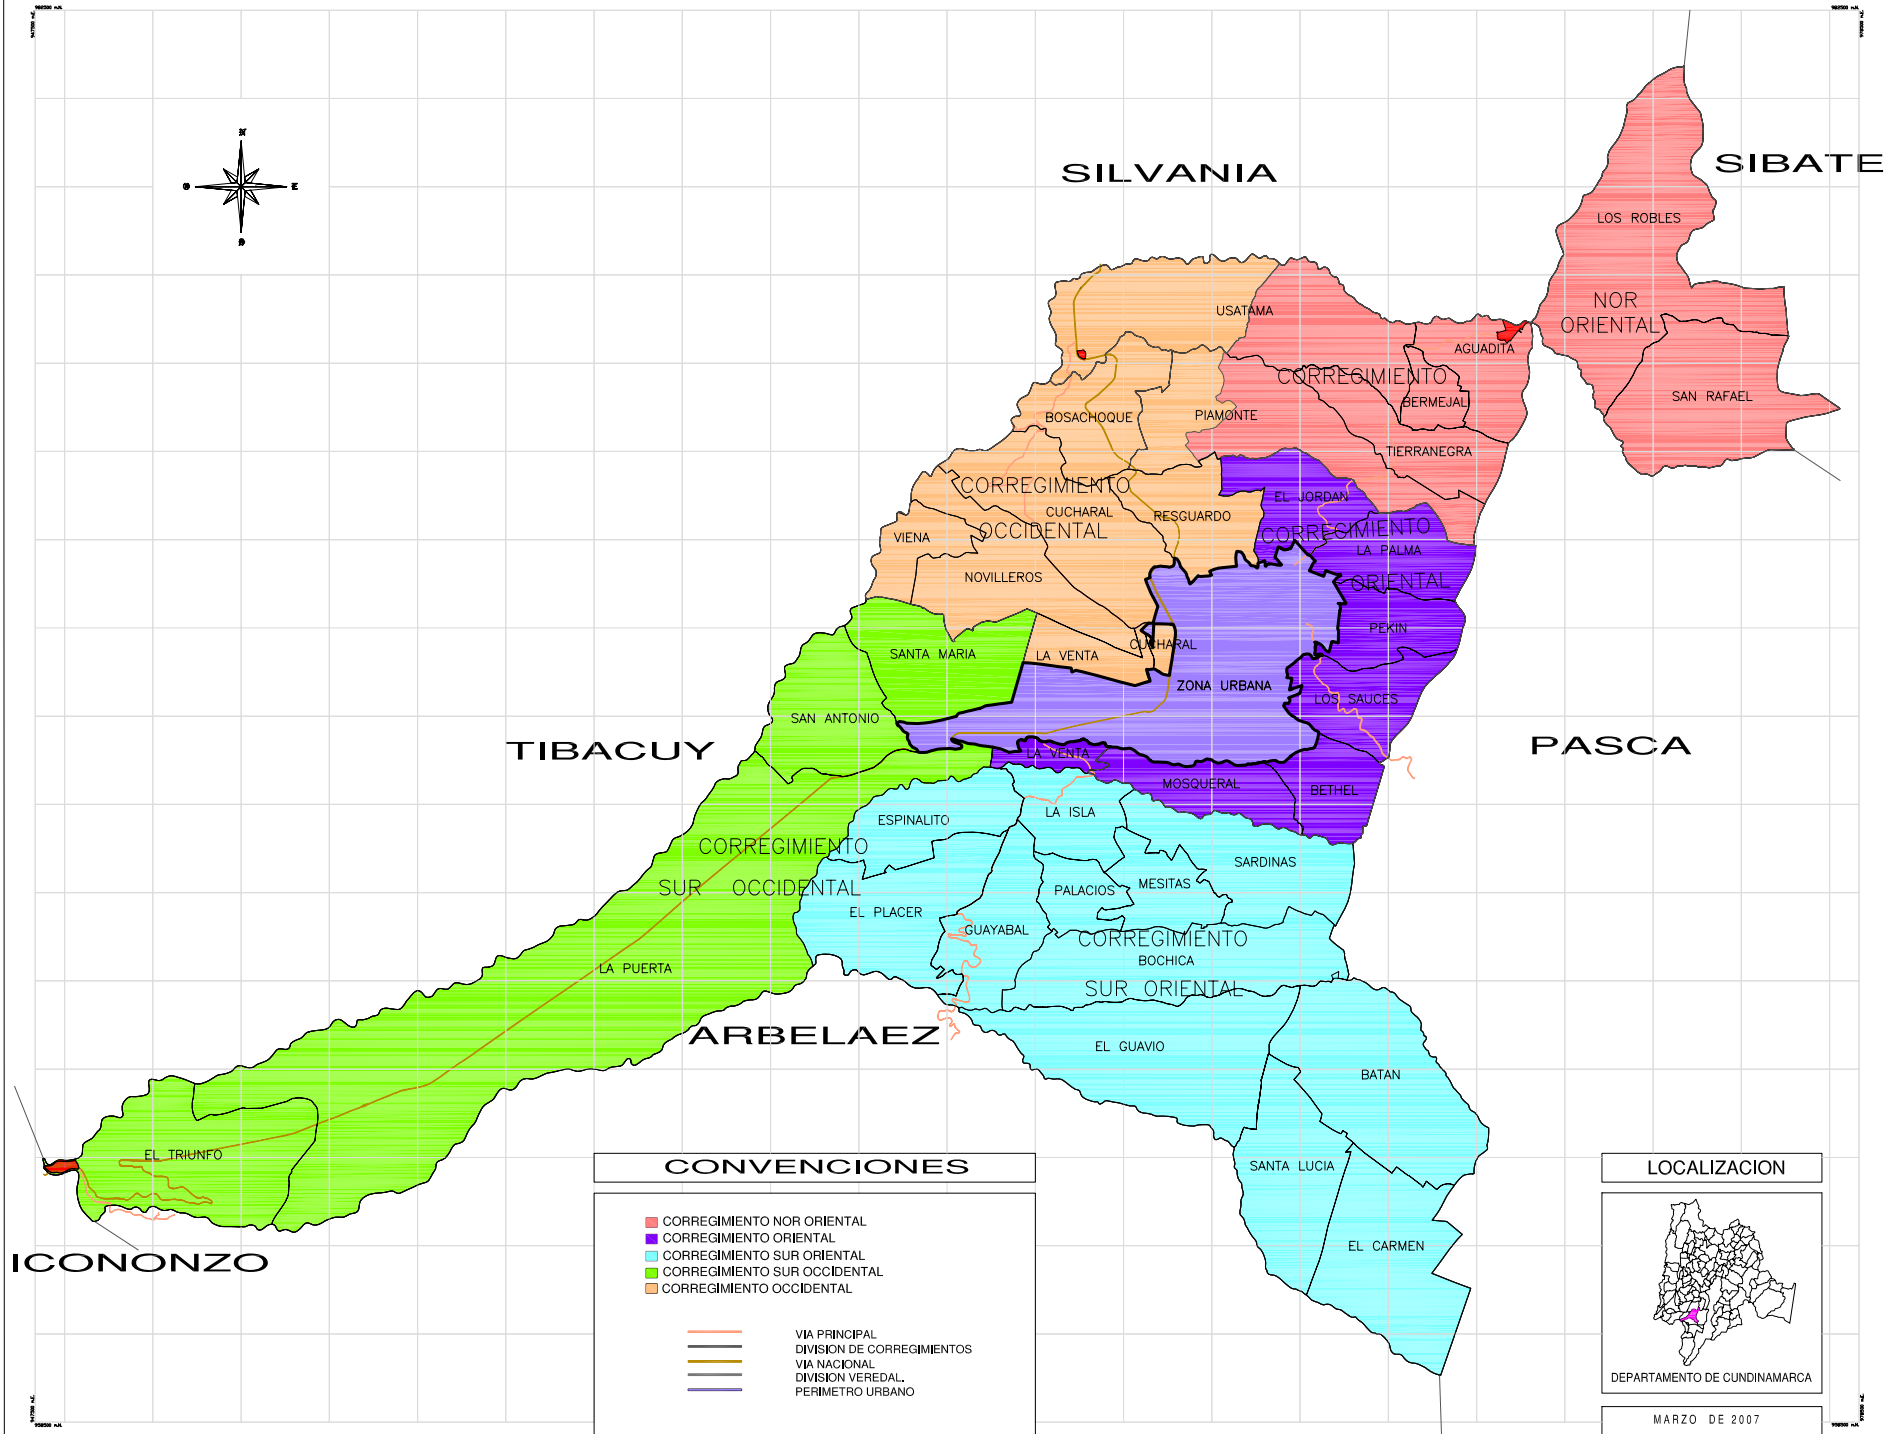 SILVANIA
SIBATE
LOS ROBLES
NOR
ORIENTAL
USATAMA
AGUADITA
CORREGIMIENTO
BERMEJAL
SAN RAFAEL
BOSACHOQUE
PIAMONTE
TIERRANEGRA
CORREGIMIENTO
OCCIDENTAL
CUCHARAL
RESGUARDO
EL JORDAN
CORREGIMIENTO
LA PALMA
ORIENTAL
VIENA
NOVILLEROS
PEKIN
SANTA MARIA
LA VENTA
CUCHARAL
ZONA URBANA
LOS SAUCES
SAN ANTONIO
TIBACUY
PASCA
LA VENTA
MOSQUERAL
BETHEL
ESPINALITO
LA ISLA
CORREGIMIENTO
SUR OCCIDENTAL
SARDINAS
PALACIOS
MESITAS
EL PLACER
GUAYABAL
CORREGIMIENTO
BOCHICA
SUR ORIENTAL
LA PUERTA
ARBELAEZ
EL GUAVIO
BATAN
EL TRIUNFO
SANTA LUCIA
EL CARMEN
ICONONZO
CONVENCIONES
CORREGIMIENTO NOR ORIENTAL
CORREGIMIENTO ORIENTAL
CORREGIMIENTO SUR ORIENTAL
CORREGIMIENTO SUR OCCIDENTAL
CORREGIMIENTO OCCIDENTAL
VIA PRINCIPAL
DIVISION DE CORREGIMIENTOS
VIA NACIONAL
DIVISION VEREDAL.
PERIMETRO URBANO
LOCALIZACION
DEPARTAMENTO DE CUNDINAMARCA
MARZO DE 2007